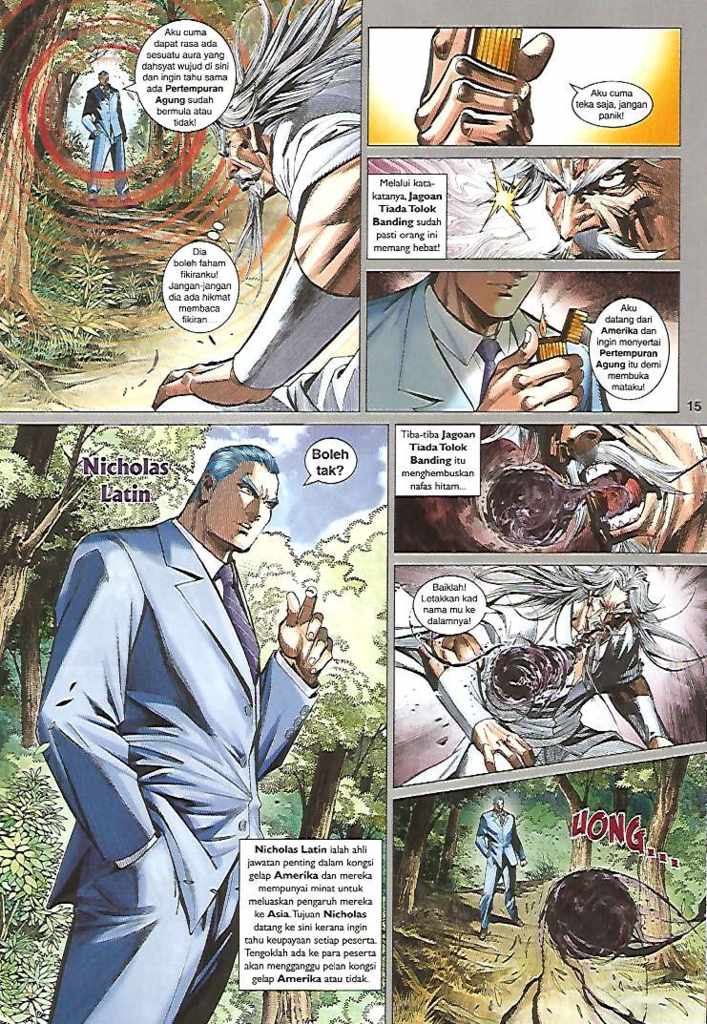 Aku cuma
dapat rasa ada
sesuatu aura yang
dahsyat wujud di sini
dan ingin tahu sama
ada Pertempuran
Agung sudah
bermula atau
tidak!
Dia
boleh faham
fikiranku!
Jangan-jangan
dia ada hikmat
membaca
fikiran
Aku cuma
teka saja, jangan
panik!
Melalui kata-
katanya, Jagoan
Tiada Tolok
Banding sudah
pasti orang ini
memang hebat!
Aku
datang dari
Amerika dan
ingin menyertai
Pertempuran
Agung itu demi
membuka
mataku!
15
Nicholas
Latin
Boleh
tak?
Nicholas Latin ialah ahli
jawatan penting dalam kongsi
gelap Amerika dan mereka
mempunyai minat untuk
meluaskan pengaruh mereka
ke Asia. Tujuan Nicholas
datang ke sini kerana ingin
tahu keupayaan setiap peserta.
Tengoklah ada ke para peserta
akan mengganggu pelan kongsi
gelap Amerika atau tidak.
Tiba-tiba Jagoan
Tiada Tolok
Banding itu
menghembuskan
nafas hitam...
Baiklah!
Letakkan kad
nama mu ke
dalamnya!
UONG...